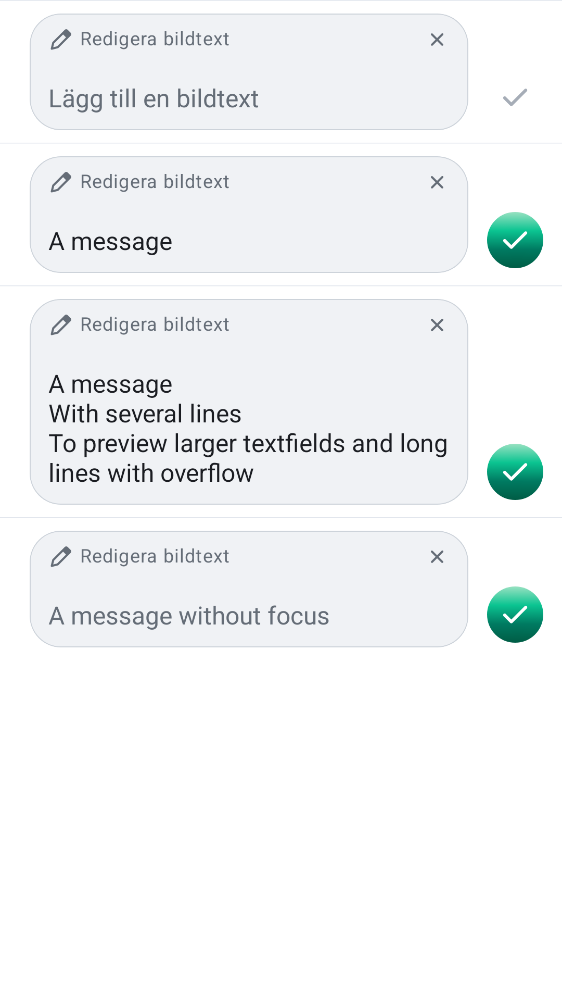 Redigera bildtext
Lägg till en bildtext
Redigera bildtext
A message
Redigera bildtext
A message
With several lines
To preview larger textfields and long
lines with overflow
Redigera bildtext
A message without focus